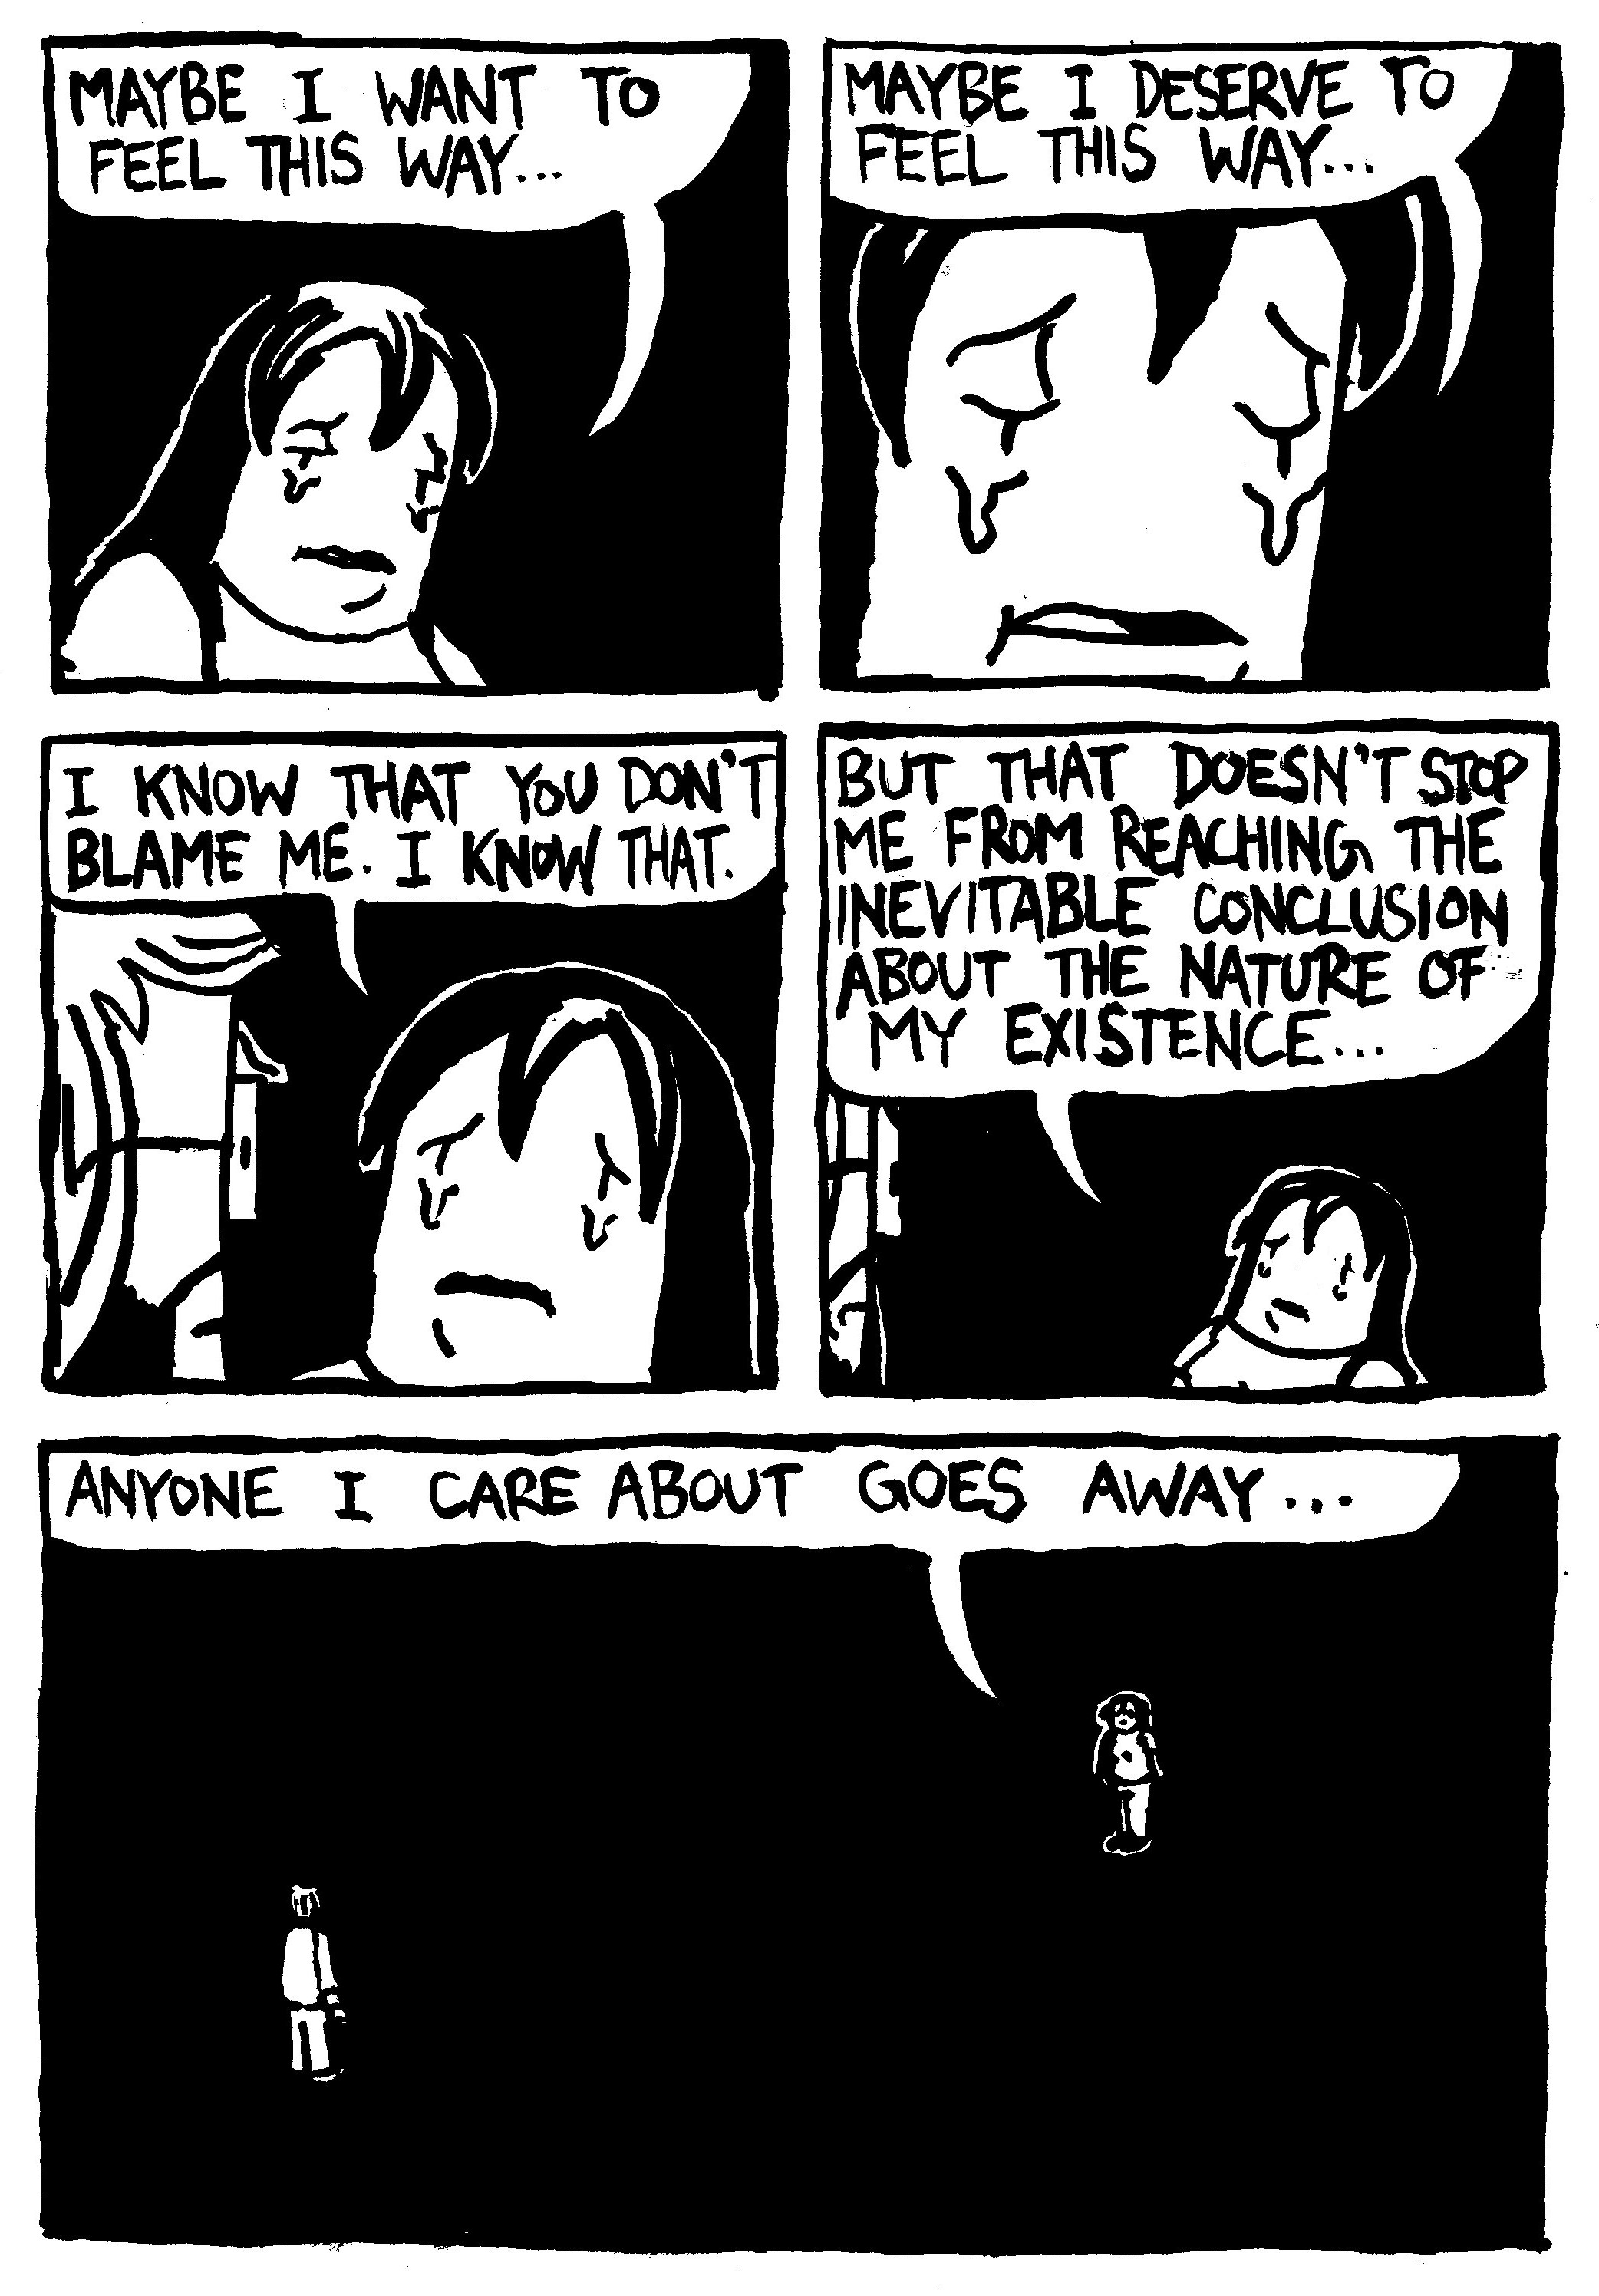 MAYBE I WANT TO
FEEL THIS WAY...
MAYBE I DESERVE TO
FEEL THIS WAY...
I KNOW THAT YOU DON'T
BLAME ME. I KNOW THAT.
BUT THAT DOESN'T STOP
ME FROM REACHING THE
INEVITABLE CONCLUSION
ABOUT THE NATURE OF
MY EXISTENCE...
ANYONE I CARE ABOUT GOES AWAY...